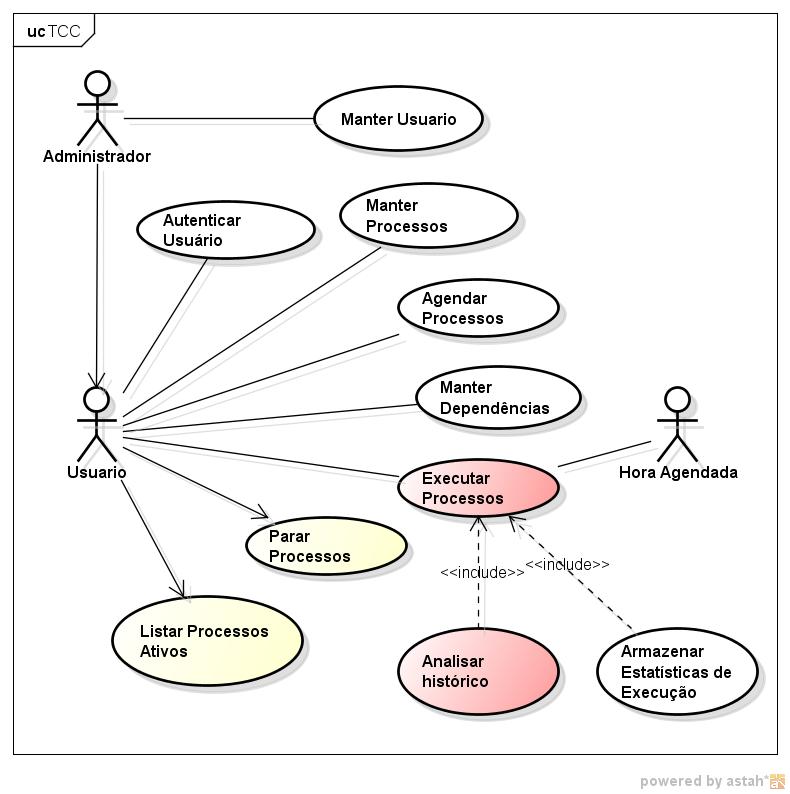 uc TCC
Manter Usuario
Administrador
Autenticar
Usuário
Manter
Processos
Agendar
Processos
Manter
Dependências
Usuario
Hora Agendada
Executar
Processos
Parar
Processos
<<include>>
<<include>>
Listar Processos
Ativos
Analisar
histórico
Armazenar
Estatísticas de
Execução
powered by astah*